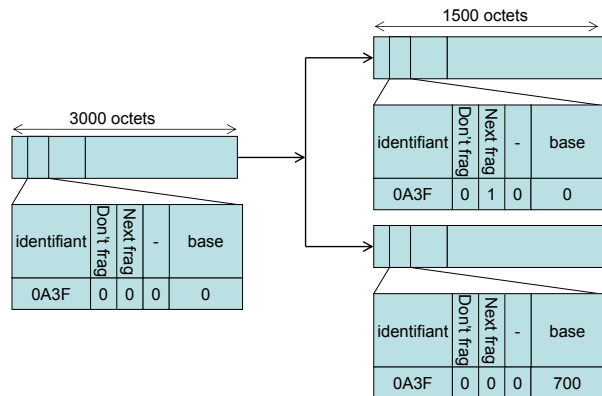 1500 octets
identifiant Don't frag Next frag - base
0A3F 0 1 0 0
3000 octets
identifiant Don't frag Next frag - base
0A3F 0 0 0 0
identifiant Don't frag Next frag - base
0A3F 0 0 0 700